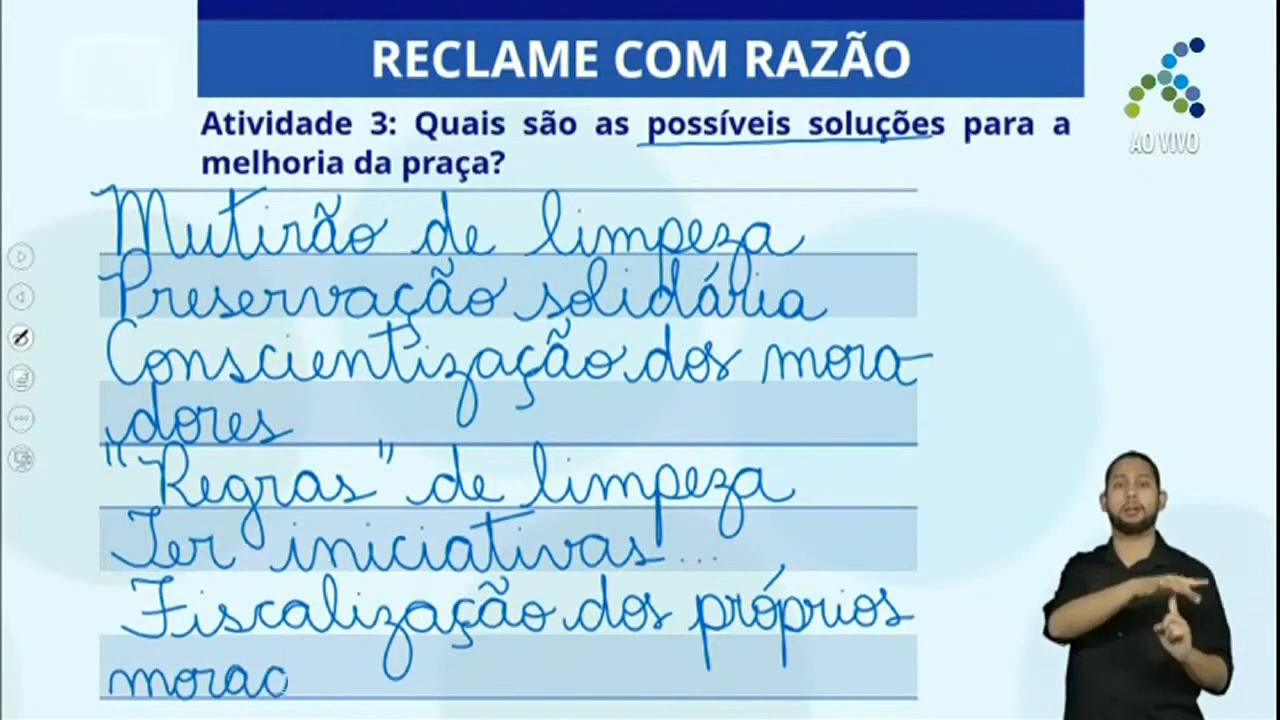 RECLAME COM RAZÃO
AO VIVO
Atividade 3: Quais são as possíveis soluções para a
melhoria da praça?
Mutirão de limpeza
Preservação solidária
Conscientização dos mora-
dores
"Regras" de limpeza
Ter iniciativas...
Fiscalização dos próprios
morac